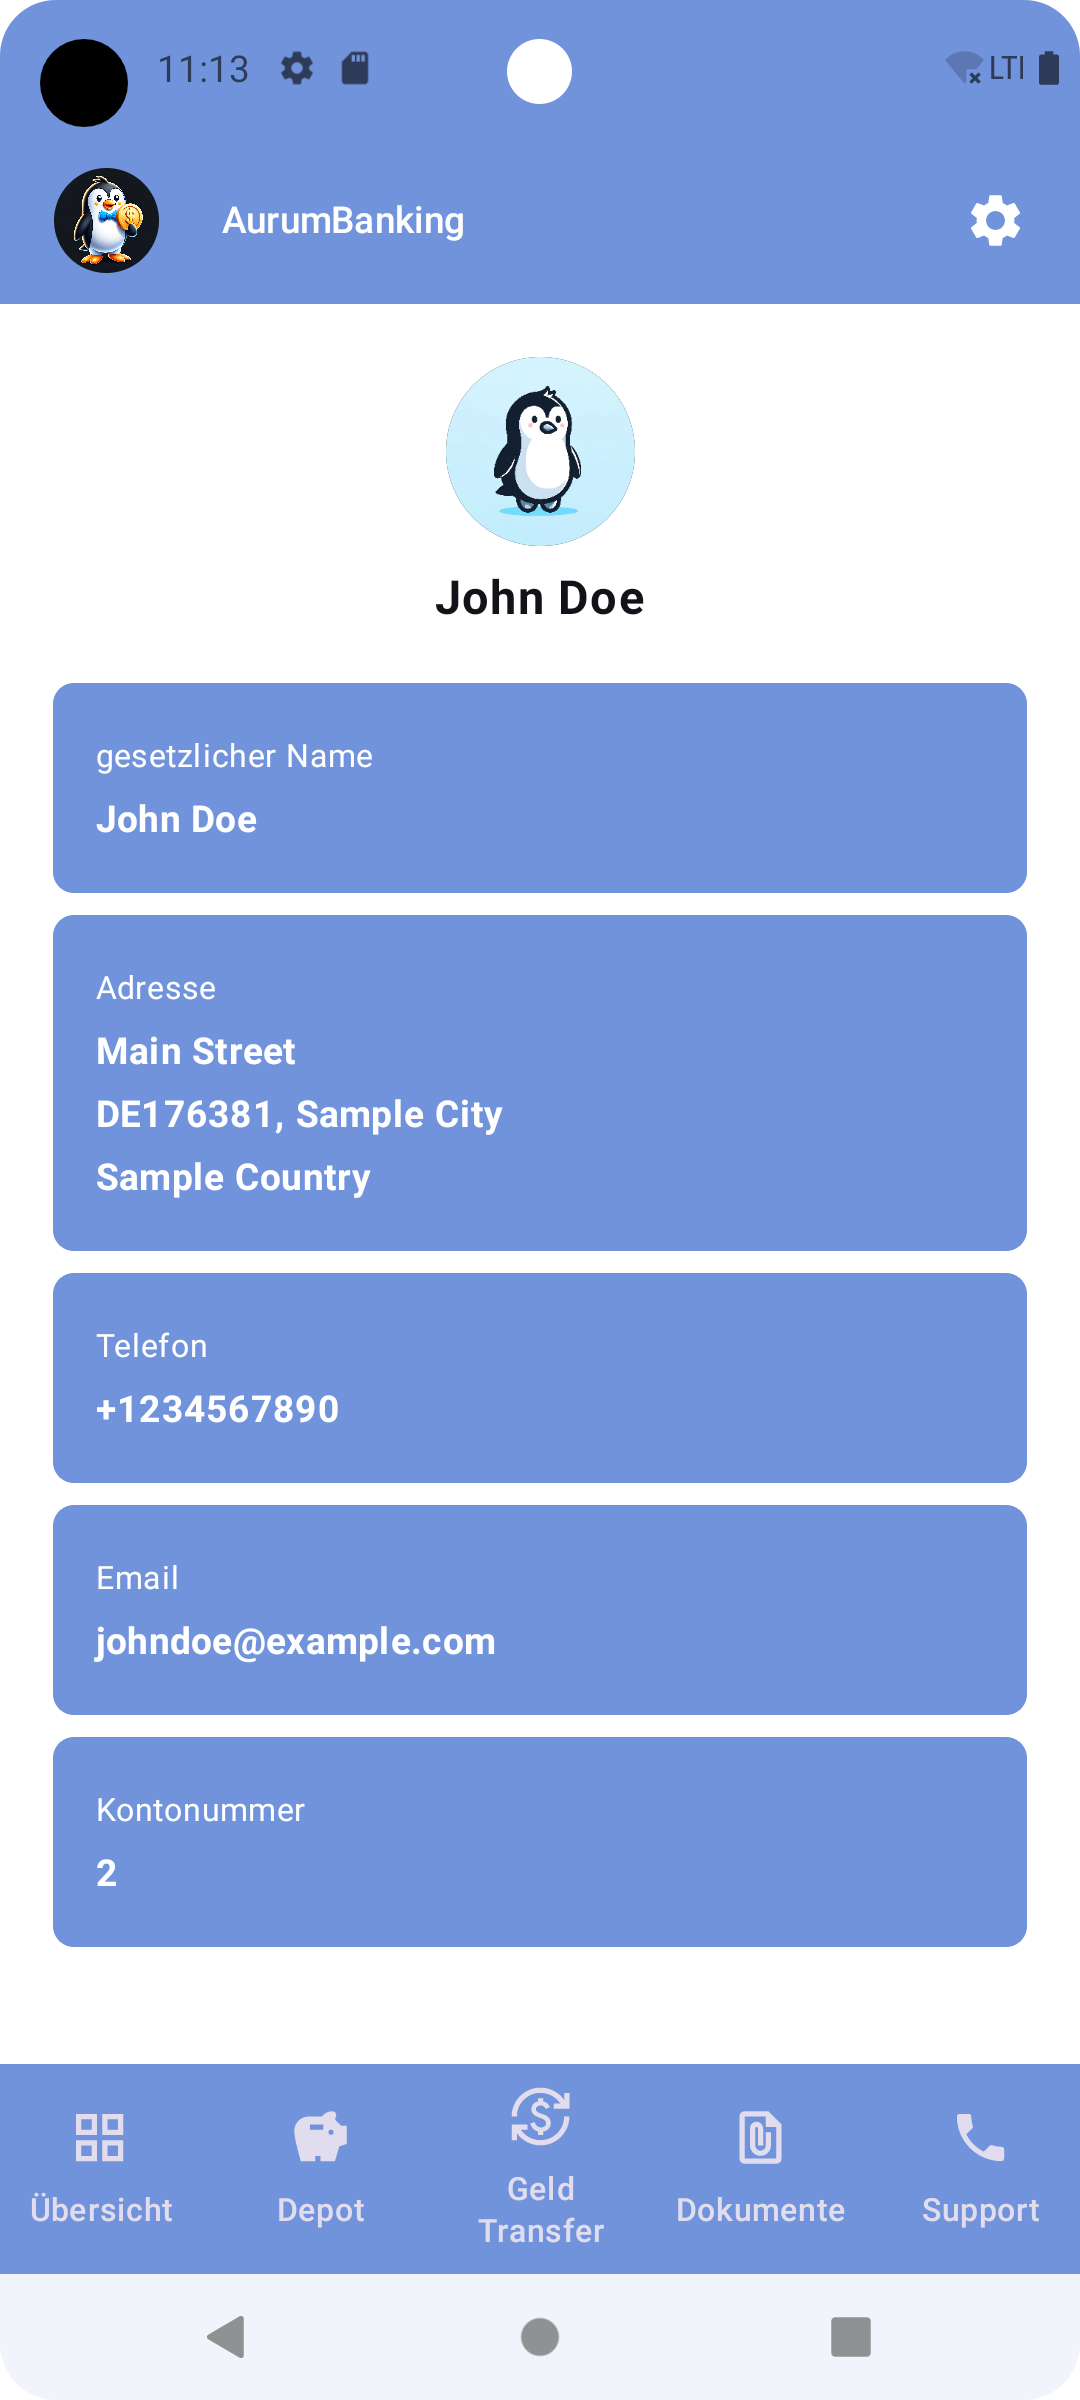 11:13
LTI
AurumBanking
John Doe
gesetzlicher Name
John Doe
Adresse
Main Street
DE176381, Sample City
Sample Country
Telefon
+1234567890
Email
johndoe@example.com
Kontonummer
2
Übersicht
Depot
Geld
Transfer
Dokumente
Support